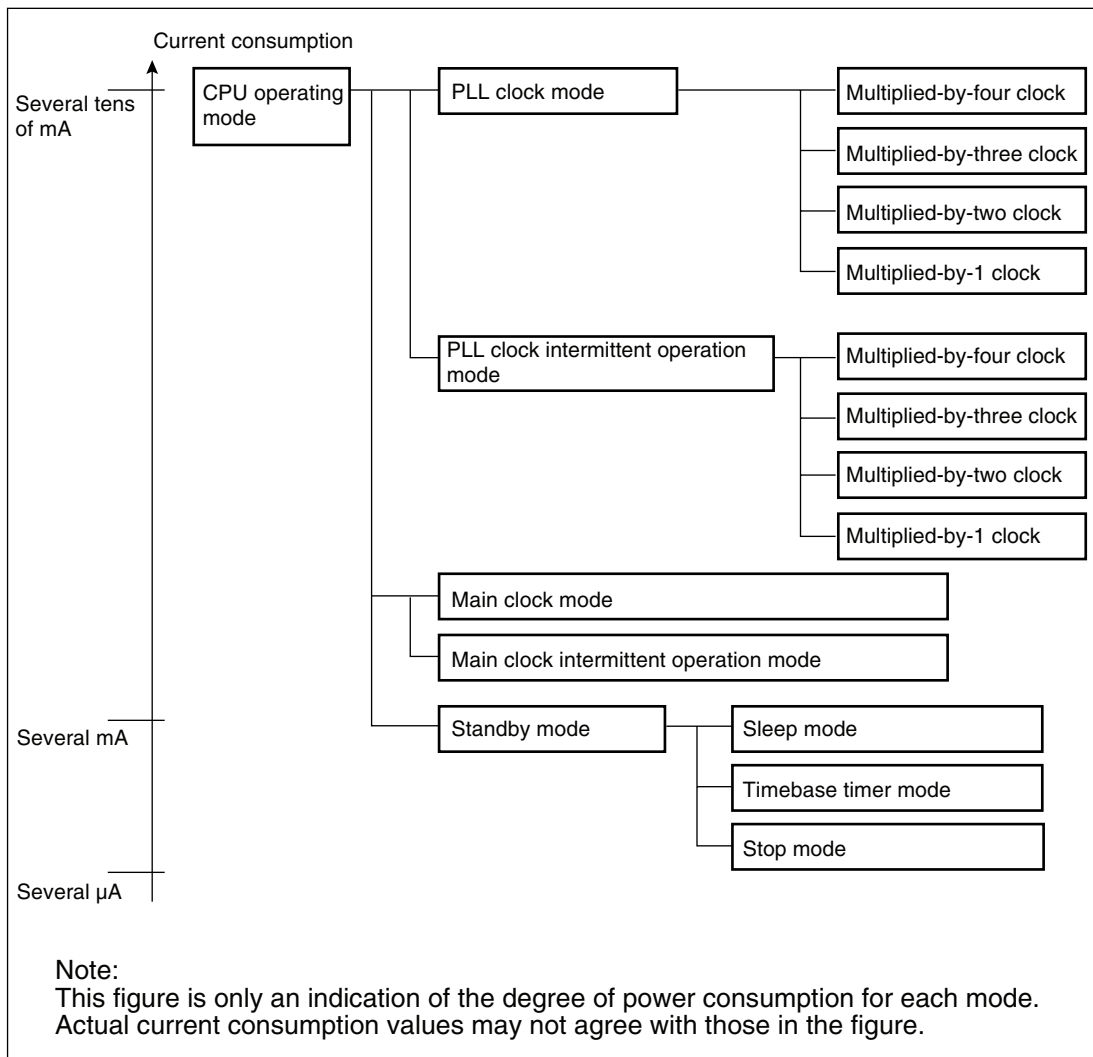 Current consumption
Several tens
of mA
CPU operating
mode
PLL clock mode
Multiplied-by-four clock
Multiplied-by-three clock
Multiplied-by-two clock
Multiplied-by-1 clock
PLL clock intermittent operation
mode
Multiplied-by-four clock
Multiplied-by-three clock
Multiplied-by-two clock
Multiplied-by-1 clock
Main clock mode
Main clock intermittent operation mode
Several mA
Standby mode
Sleep mode
Timebase timer mode
Stop mode
Several μA
Note:
This figure is only an indication of the degree of power consumption for each mode.
Actual current consumption values may not agree with those in the figure.